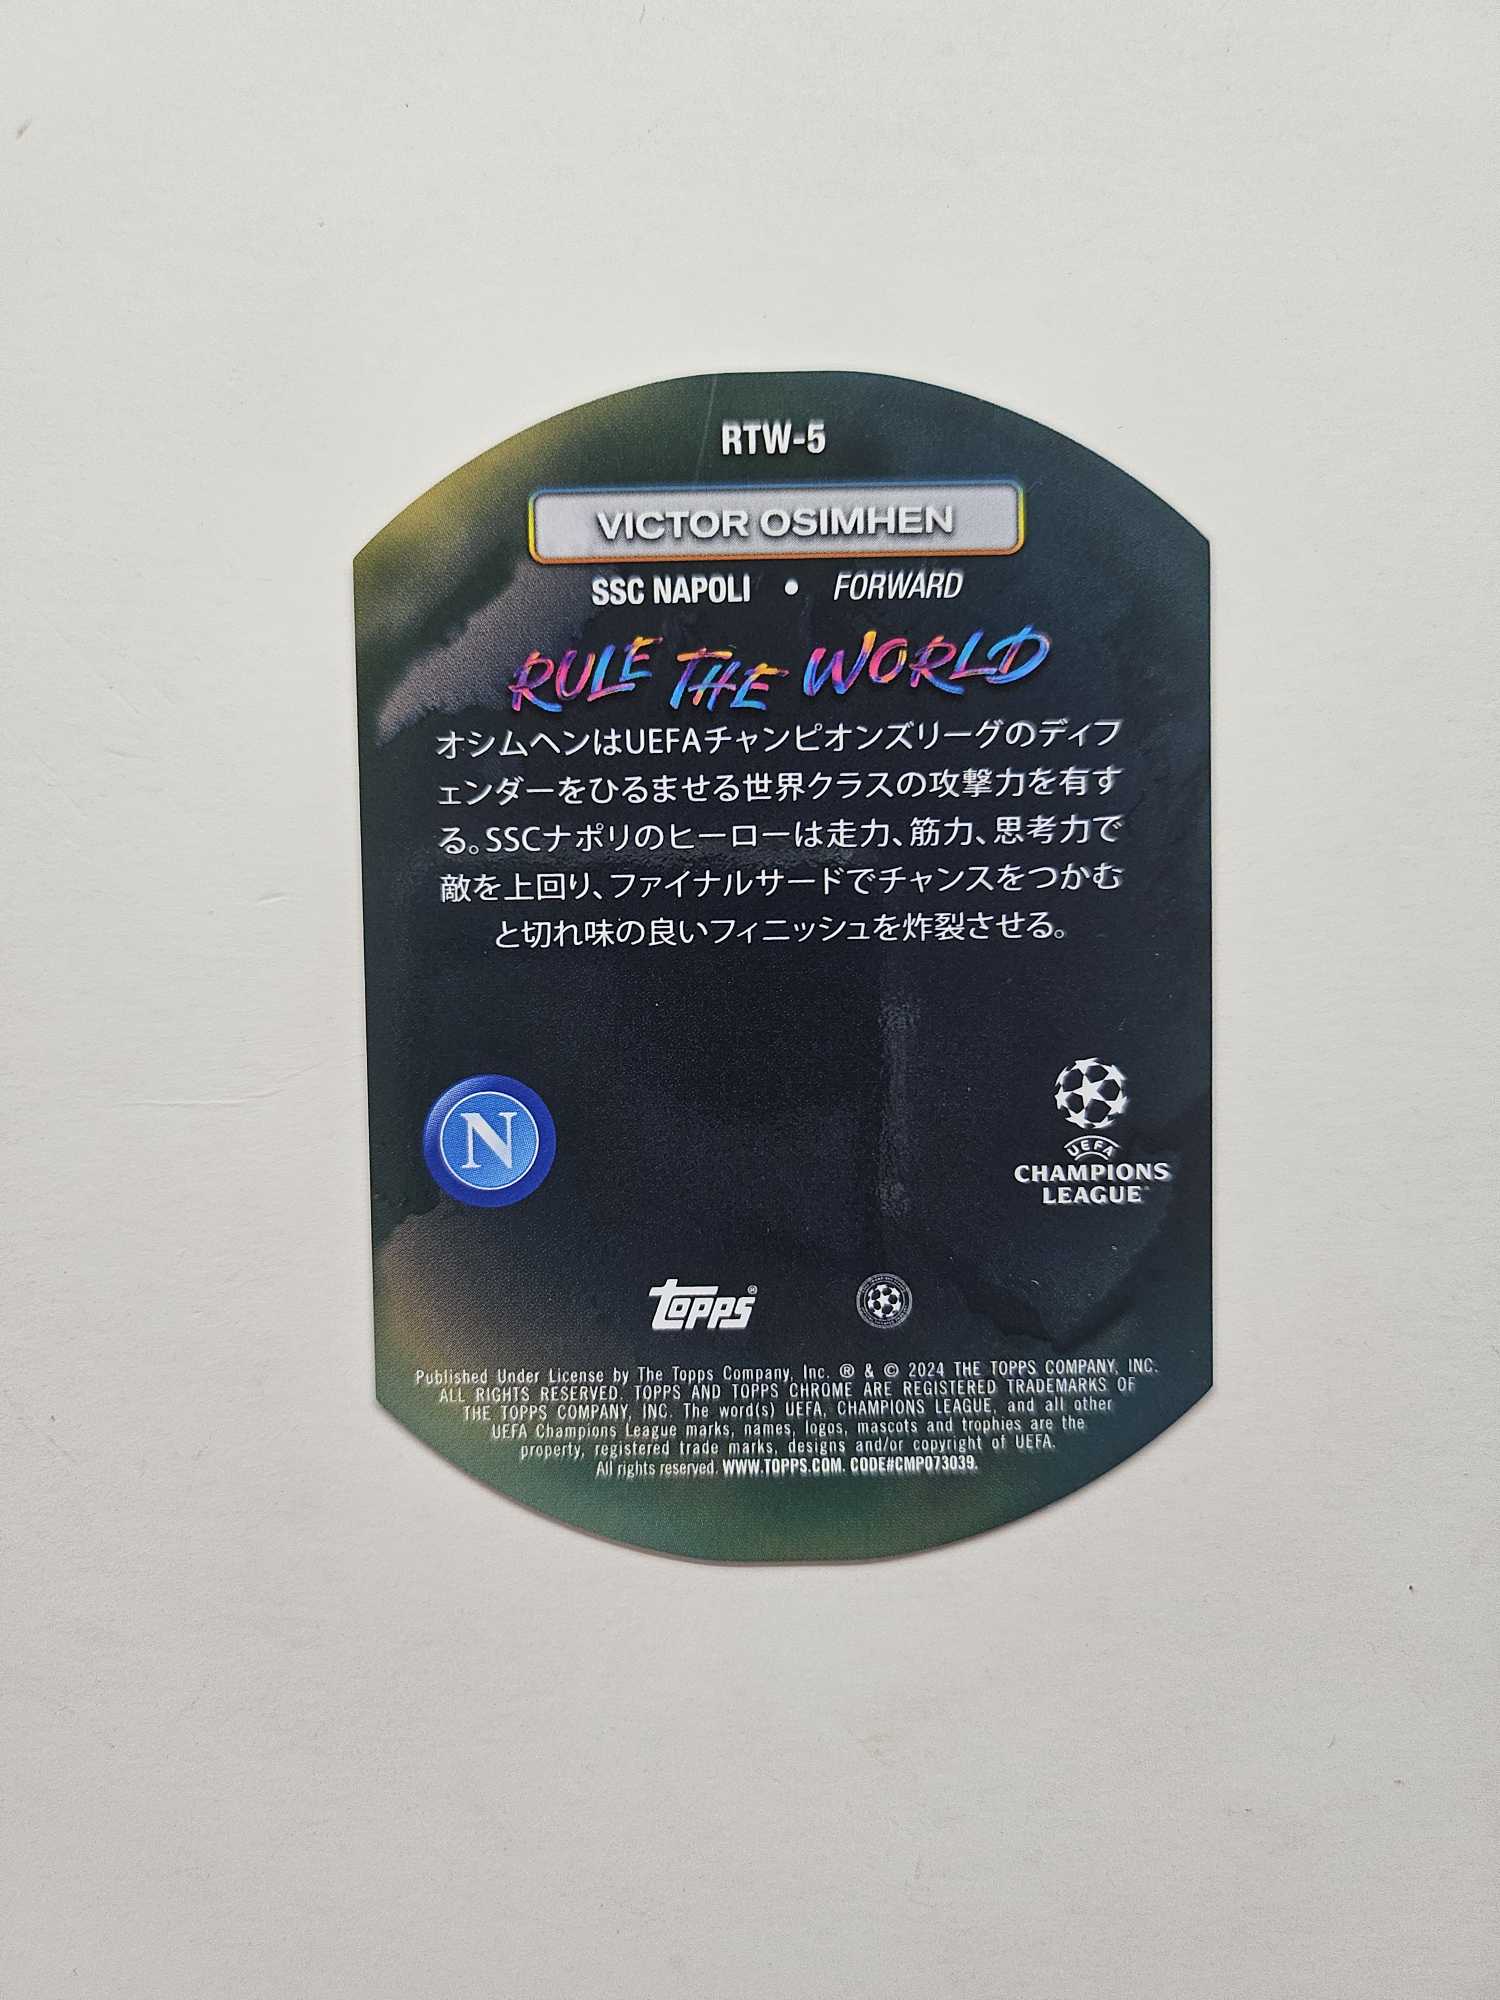 RTW-5
VICTOR OSIMHEN
SSC NAPOLI • FORWARD
RULE THE WORLD
オシムヘンはUEFAチャンピオンズリーグのディフ
ェンダーをひるませる世界クラスの攻撃力を有す
る。SSCナポリのヒーローは走力、筋力、思考力で
敵を上回り、ファイナルサードでチャンスをつかむ
と切れ味の良いフィニッシュを炸裂させる。
N
UEFA
CHAMPIONS
LEAGUE
Topps®
Published Under License by The Topps Company, Inc. ® & © 2024 THE TOPPS COMPANY, INC.
ALL RIGHTS RESERVED. TOPPS AND TOPPS CHROME ARE REGISTERED TRADEMARKS OF
THE TOPPS COMPANY, INC. The word(s) UEFA, CHAMPIONS LEAGUE, and all other
UEFA Champions League marks, names, logos, mascots and trophies are the
property, registered trade marks, designs and/or copyright of UEFA.
All rights reserved. WWW.TOPPS.COM. CODE#CMP073039.